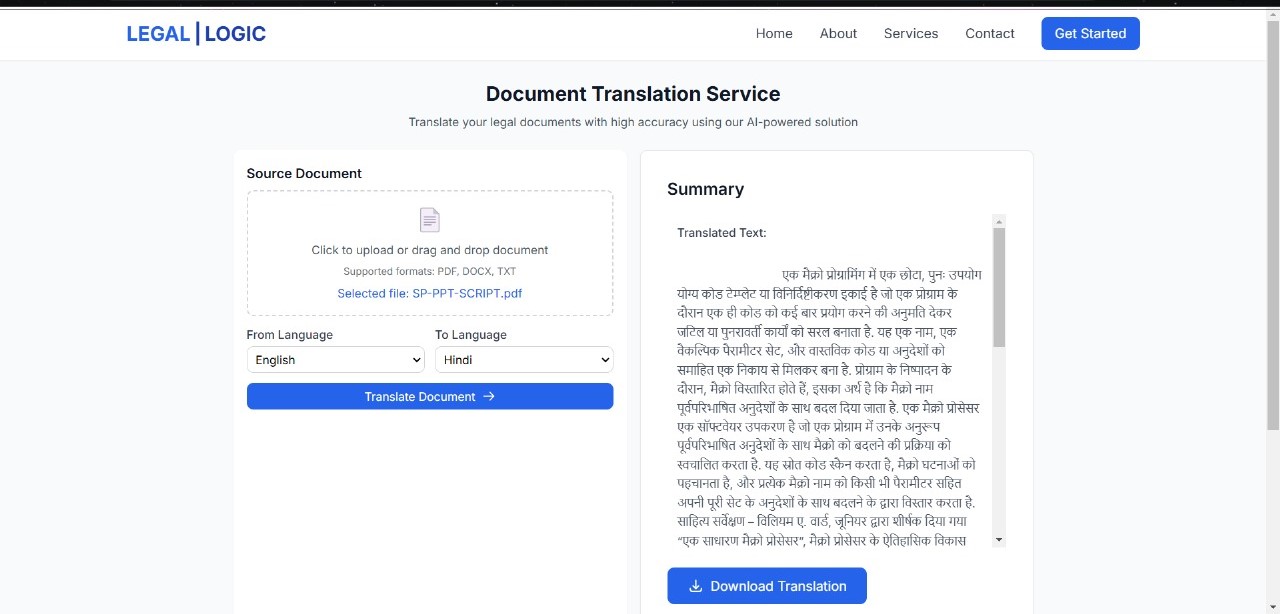 LEGAL | LOGIC
Home About Services Contact Get Started
Document Translation Service
Translate your legal documents with high accuracy using our AI-powered solution
Source Document
Click to upload or drag and drop document
Supported formats: PDF, DOCX, TXT
Selected file: SP-PPT-SCRIPT.pdf
From Language To Language
English Hindi
Translate Document →
Summary
Translated Text:
एक मैक्रो प्रोग्रामिंग में एक छोटा, पुनः उपयोग
योग्य कोड टेम्प्लेट या विनिर्दिष्टीकरण इकाई है जो एक प्रोग्राम के
दौरान एक ही कोड को कई बार प्रयोग करने की अनुमति देकर
जटिल या पुनरावर्ती कार्यों को सरल बनाता है. यह एक नाम, एक
वैकल्पिक पैरामीटर सेट, और वास्तविक कोड या अनुदेशों को
समाहित एक निकाय से मिलकर बना है. प्रोग्राम के निष्पादन के
दौरान, मैक्रो विस्तारित होते हैं, इसका अर्थ है कि मैक्रो नाम
पूर्वपरिभाषित अनुदेशों के साथ बदल दिया जाता है. एक मैक्रो प्रोसेसर
एक सॉफ्टवेयर उपकरण है जो एक प्रोग्राम में उनके अनुरूप
पूर्वपरिभाषित अनुदेशों के साथ मैक्रो को बदलने की प्रक्रिया को
स्वचालित करता है. यह स्रोत कोड स्कैन करता है, मैक्रो घटनाओं को
पहचानता है, और प्रत्येक मैक्रो नाम को किसी भी पैरामीटर सहित
अपनी पूरी सेट के अनुदेशों के साथ बदलने के द्वारा विस्तार करता है.
साहित्य सर्वेक्षण – विलियम ए. वार्ड, जूनियर द्वारा शीर्षक दिया गया
“एक साधारण मैक्रो प्रोसेसर”, मैक्रो प्रोसेसर के ऐतिहासिक विकास
Download Translation